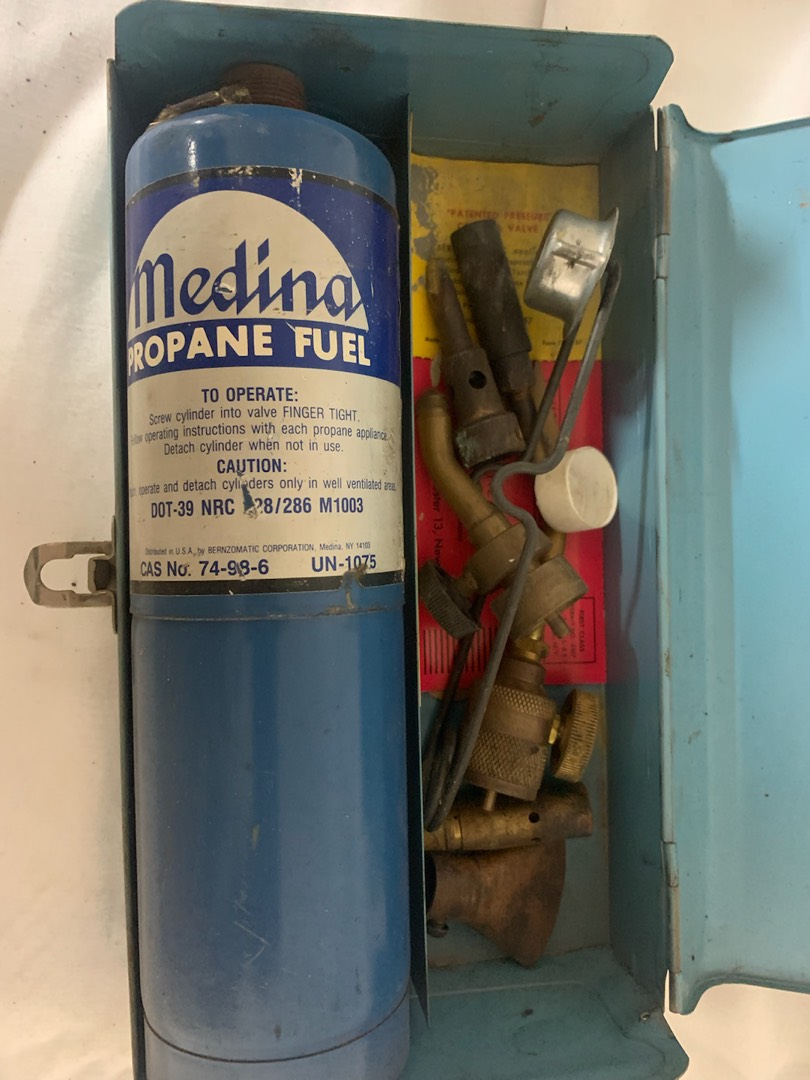 Medina
PROPANE FUEL
TO OPERATE:
Screw cylinder into valve FINGER TIGHT.
operating instructions with each propane appliance.
Detach cylinder when not in use.
CAUTION:
operate and detach cylinders only in well ventilated areas.
DOT-39 NRC 28/286 M1003
Distributed in U.S.A. by BERNZOMATIC CORPORATION, Medina, NY 14103
CAS No. 74-98-6 UN-1075
"PATENTED PRESSURE
VALVE
FIRST CLASS